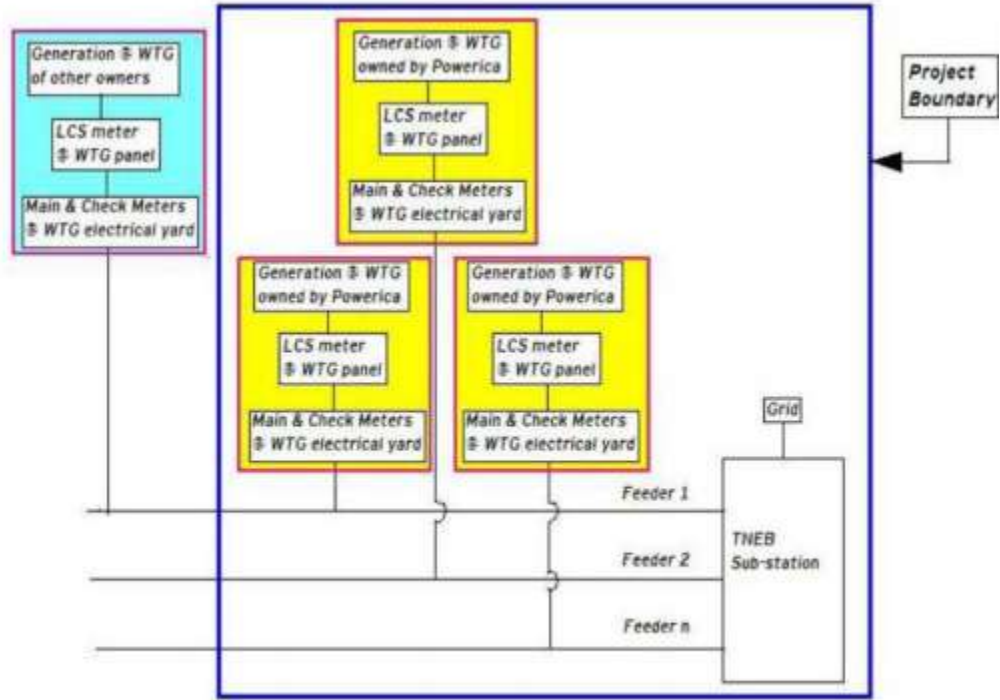 Generation @ WTG
of other owners
LCS meter
@ WTG panel
Main & Check Meters
@ WTG electrical yard
Generation @ WTG
owned by Powerica
LCS meter
@ WTG panel
Main & Check Meters
@ WTG electrical yard
Generation @ WTG
owned by Powerica
LCS meter
@ WTG panel
Main & Check Meters
@ WTG electrical yard
Generation @ WTG
owned by Powerica
LCS meter
@ WTG panel
Main & Check Meters
@ WTG electrical yard
Project
Boundary
Grid
TNEB
Sub-station
Feeder 1
Feeder 2
Feeder n